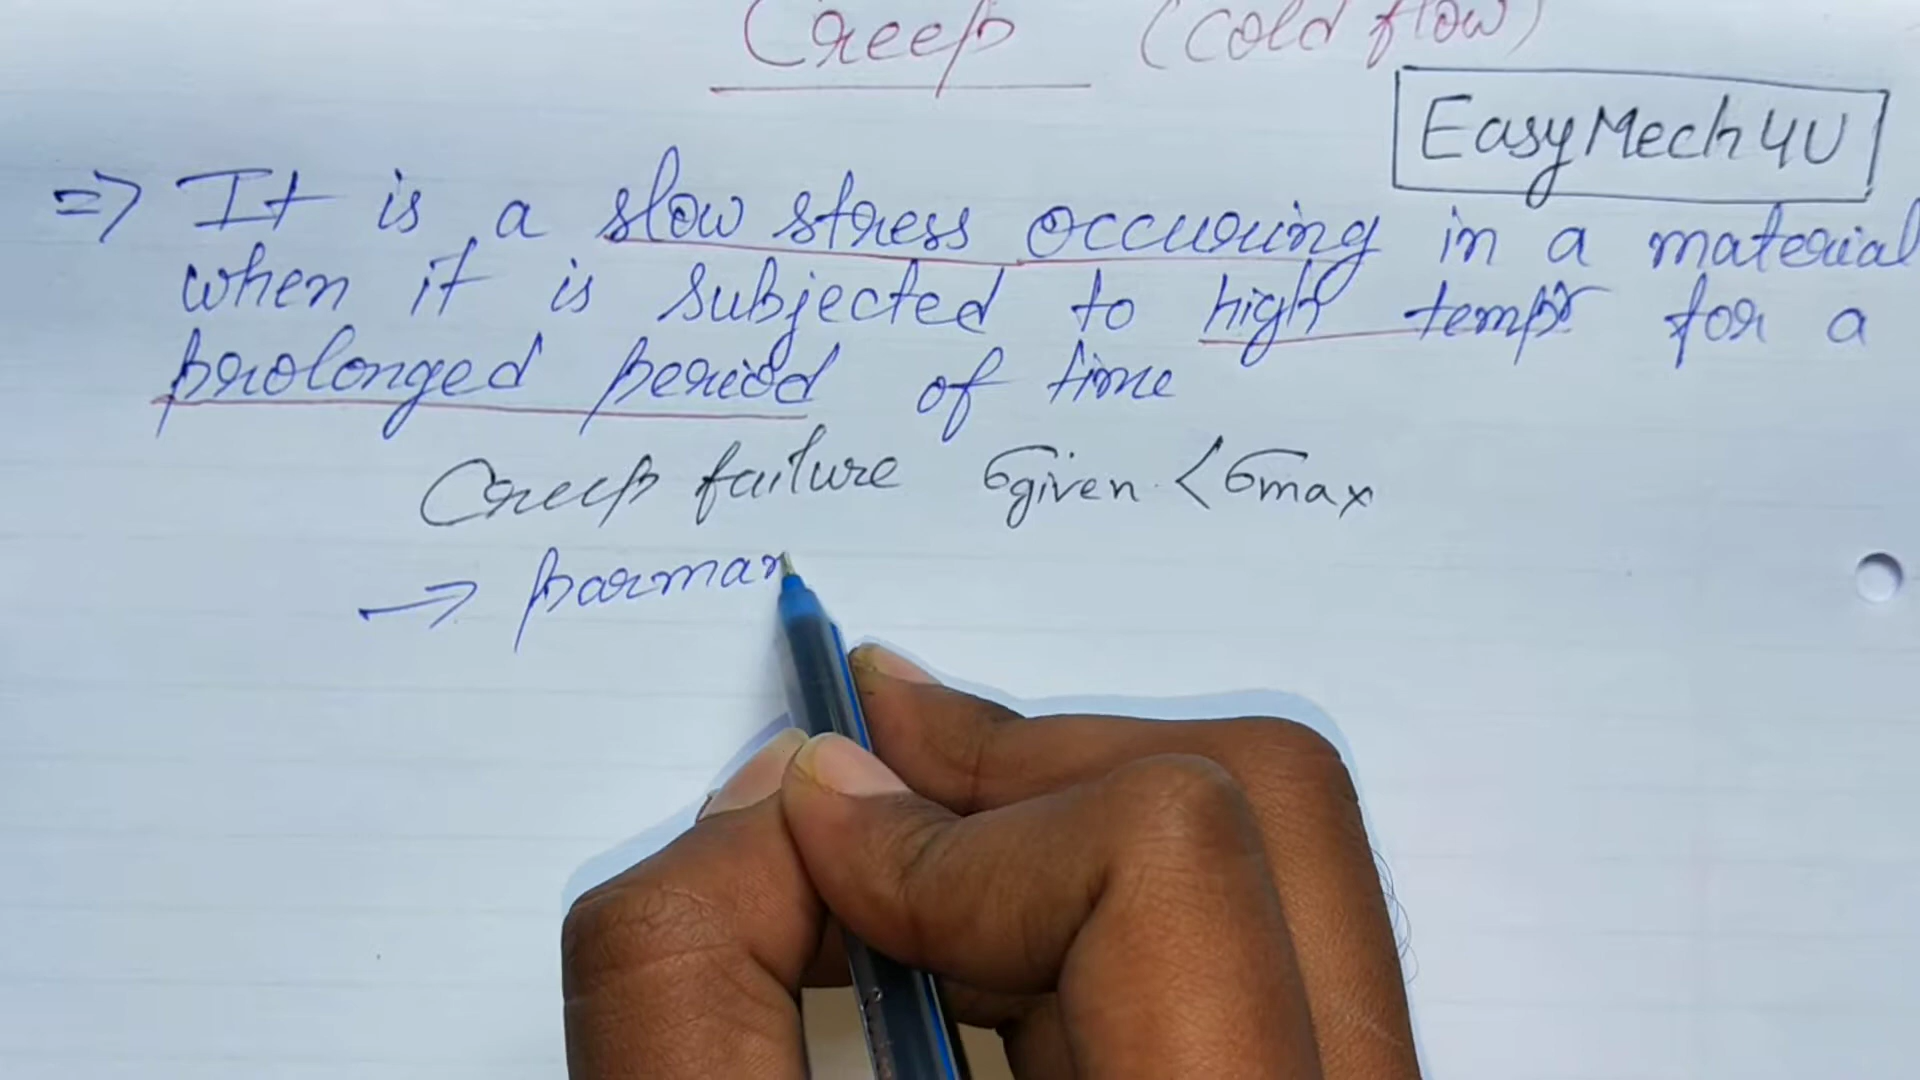 Creep (cold flow)
EasyMech4U
=> It is a slow stress occuring in a material
when it is subjected to high tempr for a
prolonged period of time
Creep failure σgiven < σmax
→ parman